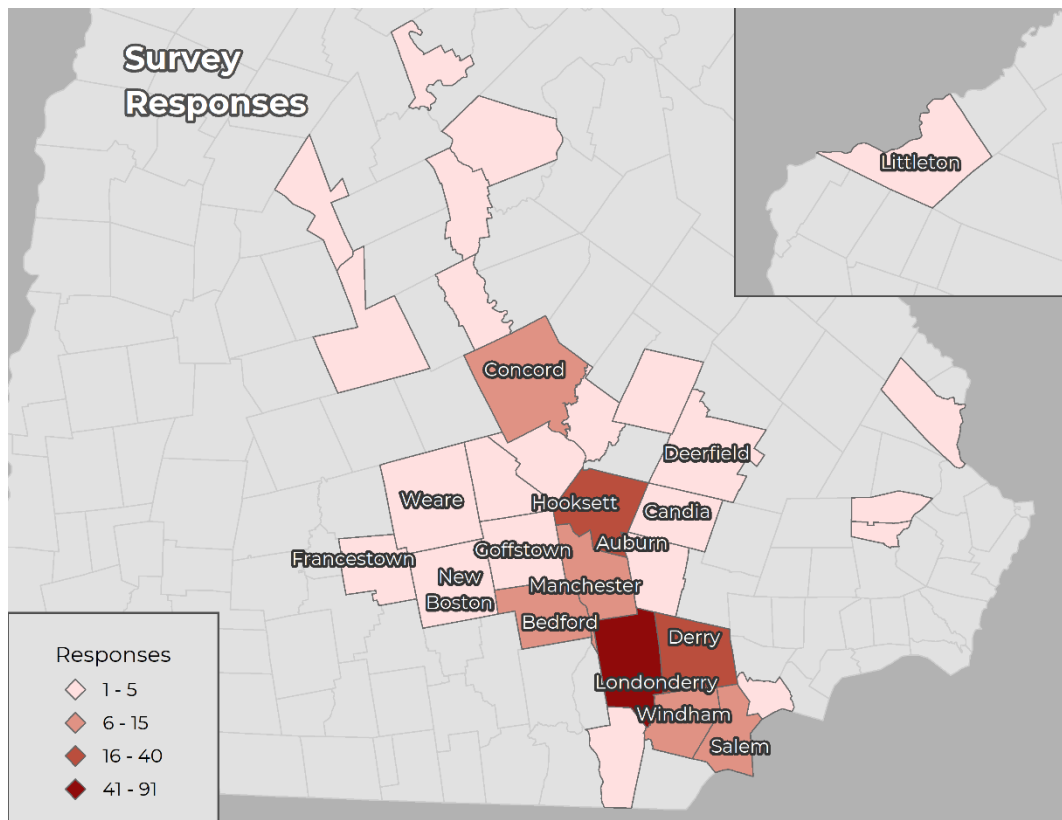 Survey
Responses
Littleton
Concord
Deerfield
Weare
Hooksett
Candia
Francestown
Goffstown
Auburn
New
Boston
Manchester
Bedford
Derry
Londonderry
Windham
Salem
Responses
1 - 5
6 - 15
16 - 40
41 - 91